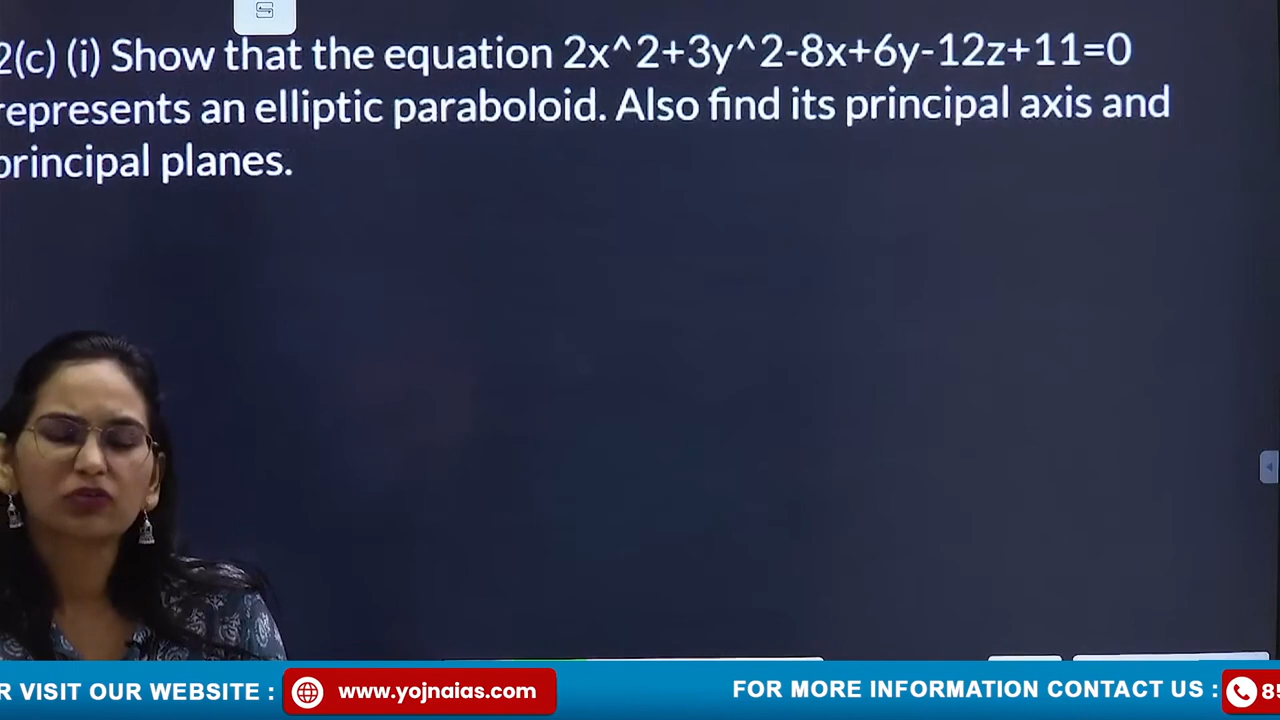 2(c) (i) Show that the equation 2x^2+3y^2-8x+6y-12z+11=0
represents an elliptic paraboloid. Also find its principal axis and
principal planes.
R VISIT OUR WEBSITE : www.yojnaias.com FOR MORE INFORMATION CONTACT US : 85